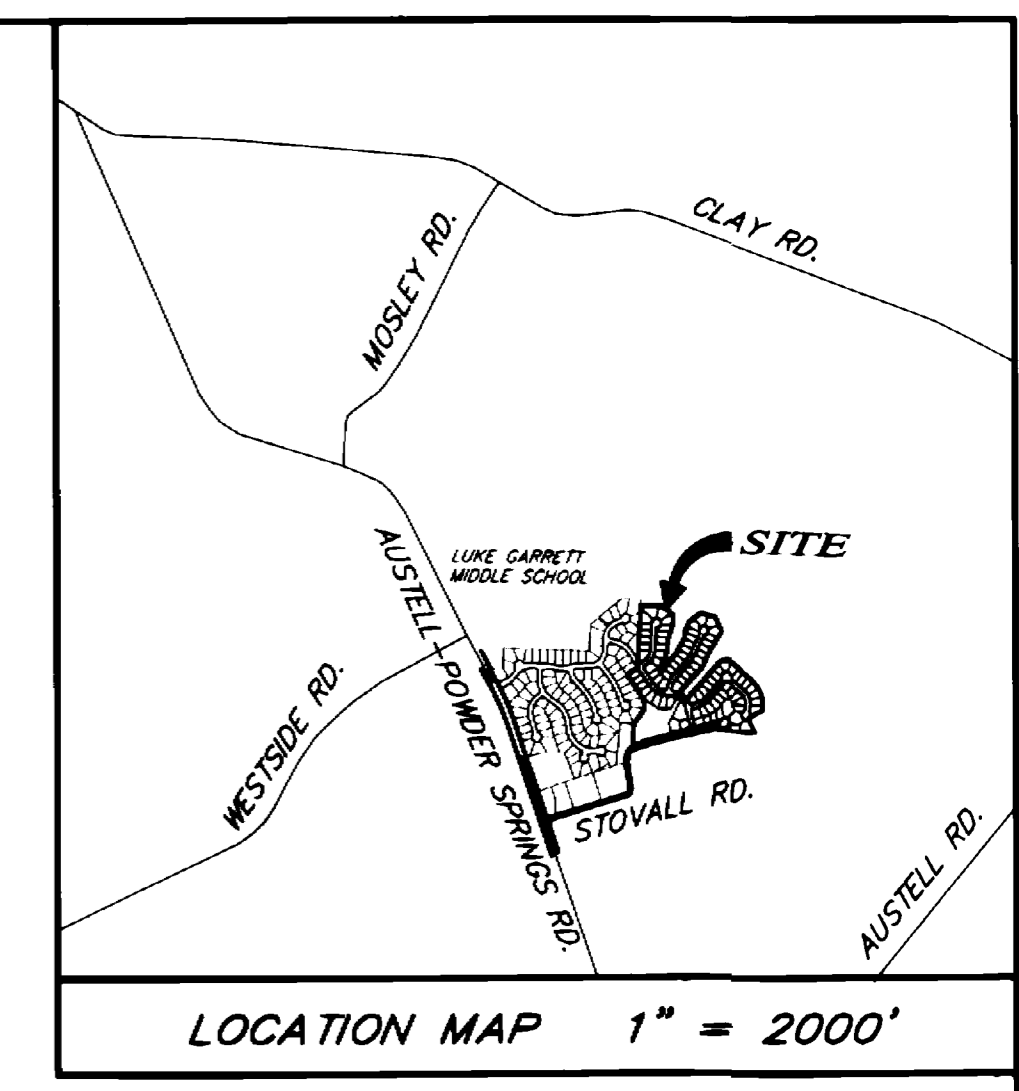 CLAY RD.
MOSLEY RD.
SITE
LUKE GARRETT
MIDDLE SCHOOL
AUSTELL-POWDER SPRINGS RD.
WESTSIDE RD.
STOVALL RD.
AUSTELL RD.
LOCATION MAP 1" = 2000'